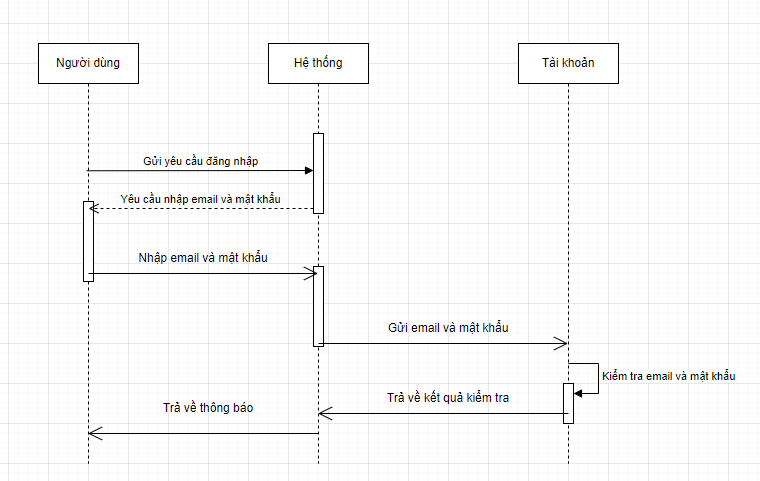 Người dùng
Hệ thống
Tài khoản
Gửi yêu cầu đăng nhập
Yêu cầu nhập email và mật khẩu
Nhập email và mật khẩu
Gửi email và mật khẩu
Kiểm tra email và mật khẩu
Trả về kết quả kiểm tra
Trả về thông báo